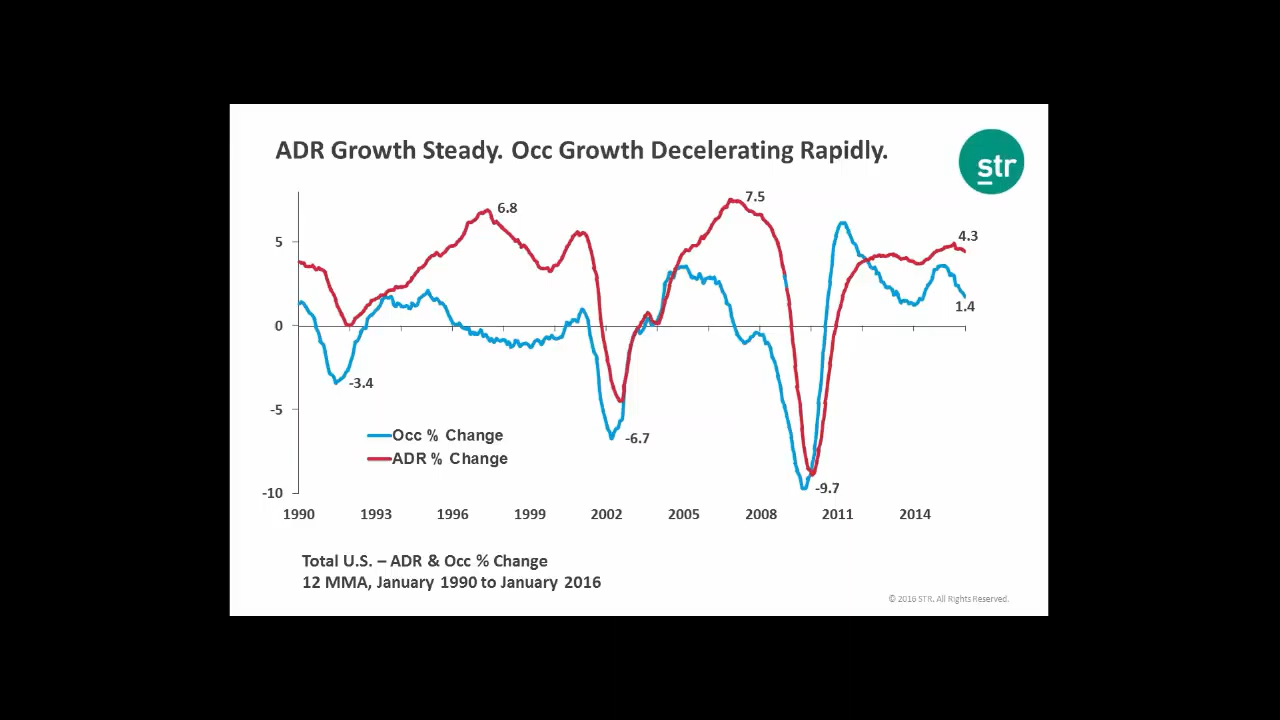 ADR Growth Steady. Occ Growth Decelerating Rapidly.
str
6.8
7.5
4.3
5
1.4
0
-3.4
-5
Occ % Change
-6.7
ADR % Change
-9.7
-10
1990 1993 1996 1999 2002 2005 2008 2011 2014
Total U.S. – ADR & Occ % Change
12 MMA, January 1990 to January 2016
© 2016 STR. All Rights Reserved.